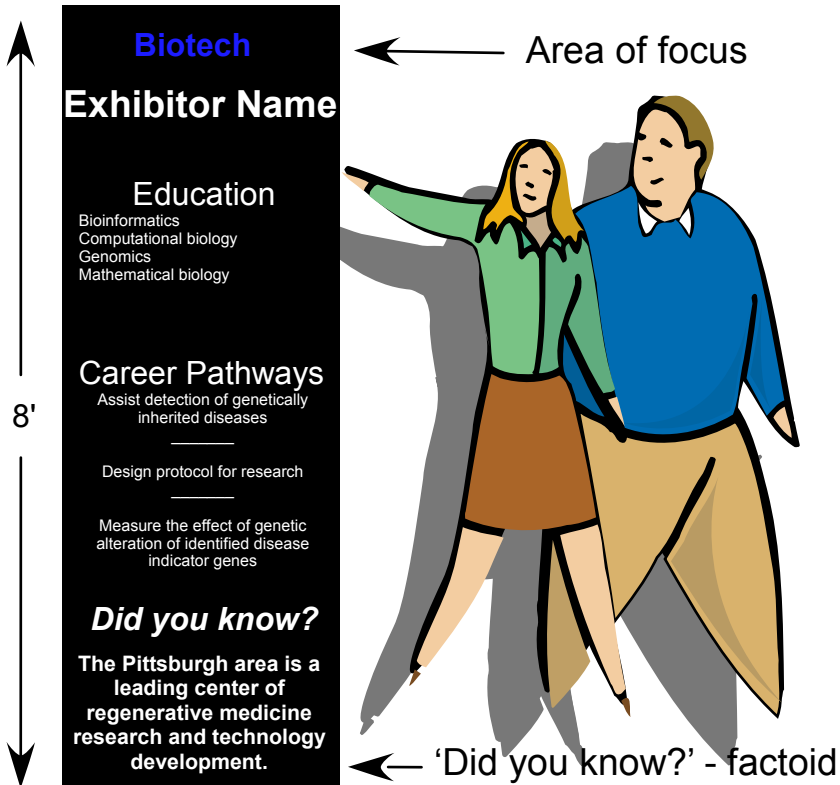 Biotech
Area of focus
Exhibitor Name
Education
Bioinformatics
Computational biology
Genomics
Mathematical biology
8'
Career Pathways
Assist detection of genetically
inherited diseases
Design protocol for research
Measure the effect of genetic
alteration of identified disease
indicator genes
Did you know?
The Pittsburgh area is a
leading center of
regenerative medicine
research and technology
development.
‘Did you know?’ - factoid